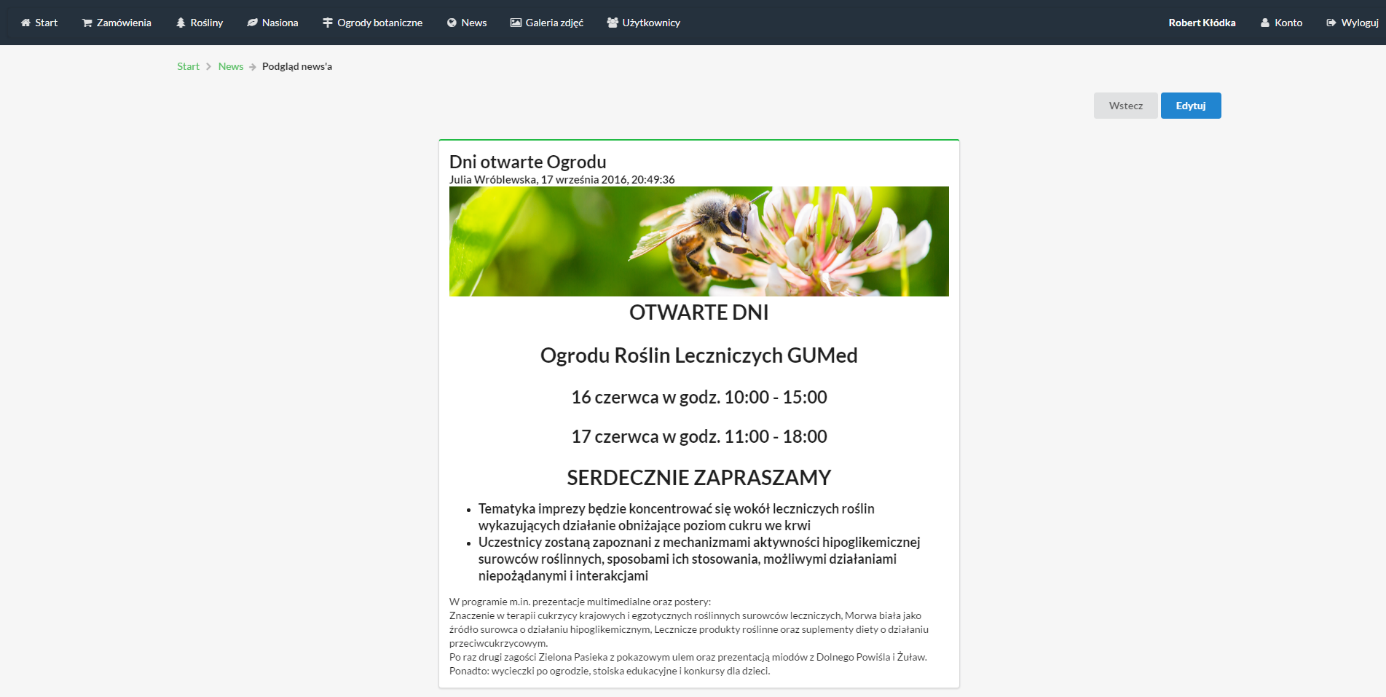 Start Zamówienia Rośliny Nasiona Ogrody botaniczne News Galeria zdjęć Użytkownicy Robert Kłódka Konto Wyloguj
Start News Podgląd news'a
Wstecz Edytuj
Dni otwarte Ogrodu
Julia Wróblewska, 17 września 2016, 20:49:36
OTWARTE DNI
Ogrodu Roślin Leczniczych GUMed
16 czerwca w godz. 10:00 - 15:00
17 czerwca w godz. 11:00 - 18:00
SERDECZNIE ZAPRASZAMY
Tematyka imprezy będzie koncentrować się wokół leczniczych roślin
wykazujących działanie obniżające poziom cukru we krwi
Uczestnicy zostaną zapoznani z mechanizmami aktywności hipoglikemicznej
surowców roślinnych, sposobami ich stosowania, możliwymi działaniami
niepożądanymi i interakcjami
W programie m.in. prezentacje multimedialne oraz postery:
Znaczenie w terapii cukrzycy krajowych i egzotycznych roślinnych surowców leczniczych, Morwa biała jako
źródło surowca o działaniu hipoglikemicznym, Lecznicze produkty roślinne oraz suplementy diety o działaniu
przeciwcukrzycowym.
Po raz drugi zagości Zielona Pasieka z pokazowym ulem oraz prezentacją miodów z Dolnego Powiśla i Żuław.
Ponadto: wycieczki po ogrodzie, stoiska edukacyjne i konkursy dla dzieci.